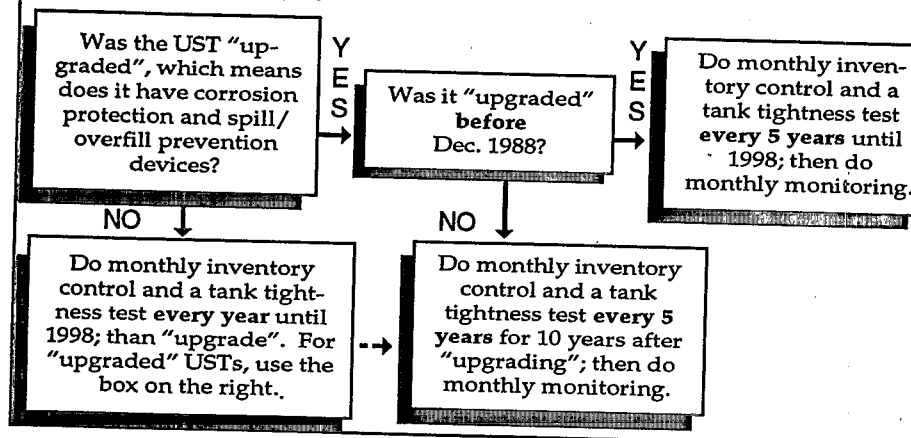 Was the UST “up-
graded”, which means
does it have corrosion
protection and spill/
overfill prevention
devices?
YES
Was it “upgraded”
before
Dec. 1988?
YES
Do monthly inven-
tory control and a
tank tightness test
every 5 years until
1998; then do
monthly monitoring.
NO
NO
Do monthly inventory
control and a tank tight-
ness test every year until
1998; than “upgrade”. For
“upgraded” USTs, use the
box on the right.
Do monthly inventory
control and a tank
tightness test every 5
years for 10 years after
“upgrading”; then do
monthly monitoring.